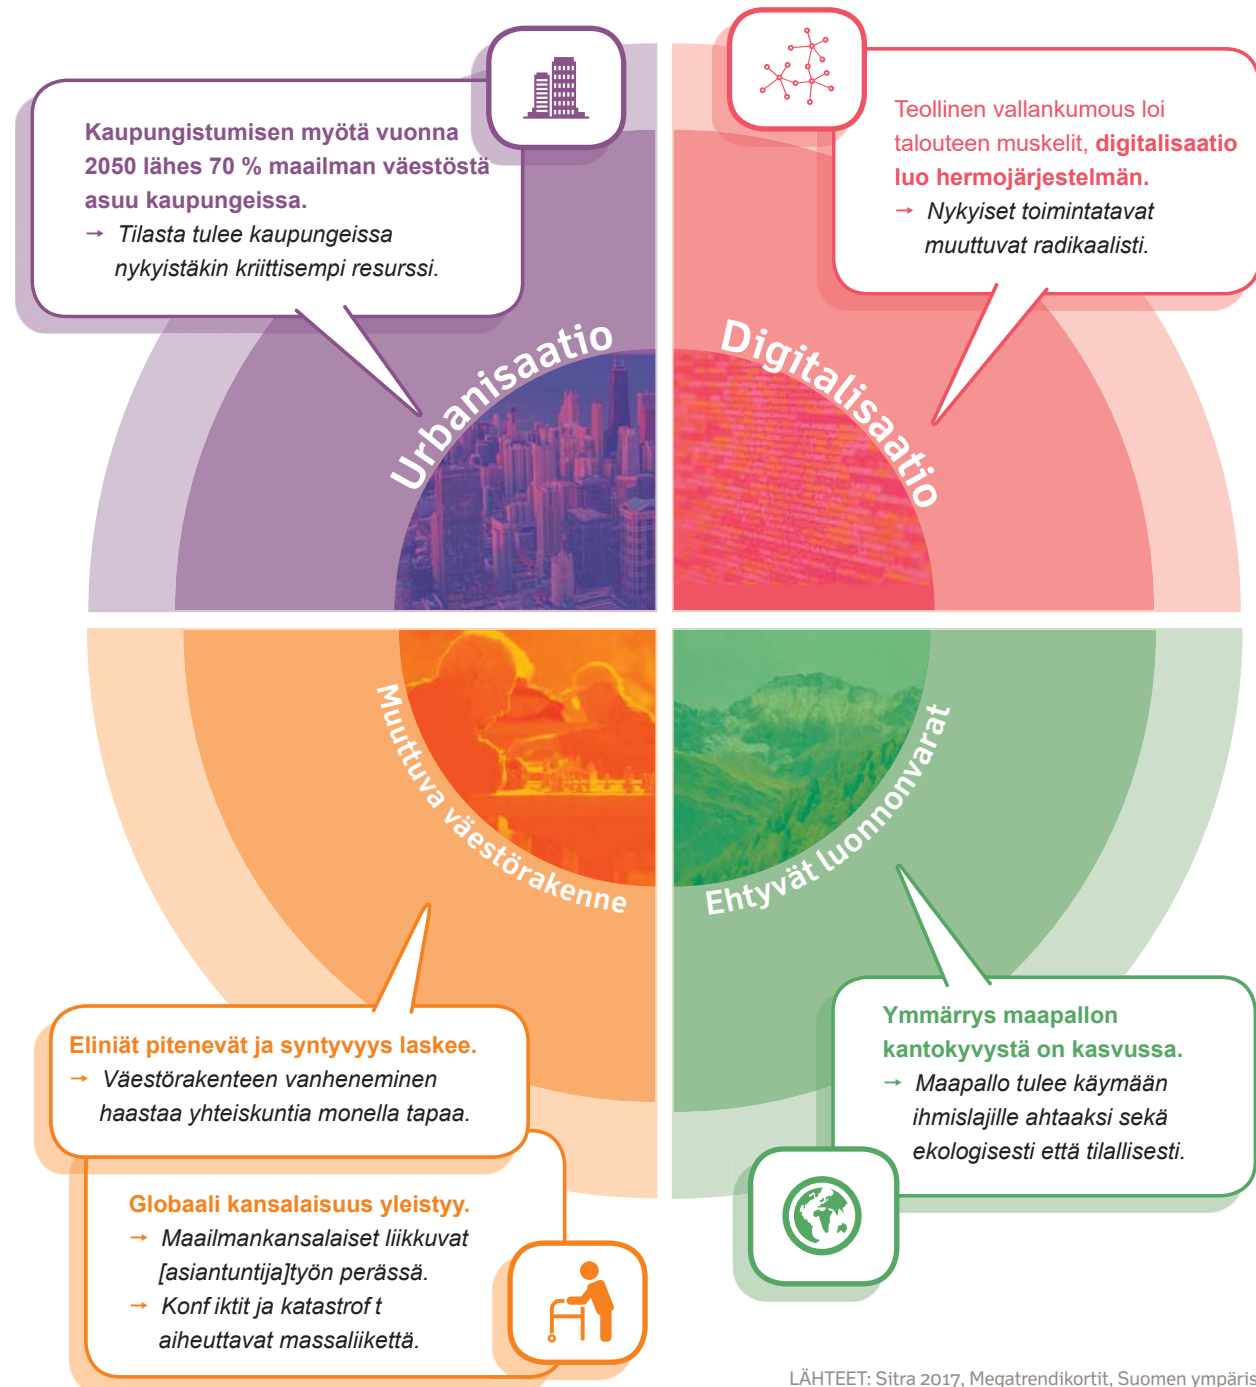 Kaupungistumisen myötä vuonna
2050 lähes 70 % maailman väestöstä
asuu kaupungeissa.
→ Tilasta tulee kaupungeissa
nykyistäkin kriittisempi resurssi.
Teollinen vallankumous loi
talouteen muskelit, digitalisaatio
luo hermojärjestelmän.
→ Nykyiset toimintatavat
muuttuvat radikaalisti.
Urbanisaatio
Digitalisaatio
Muuttuva väestörakenne
Ehtyvät luonnonvarat
Eliniät pitenevät ja syntyvyys laskee.
→ Väestörakenteen vanheneminen
haastaa yhteiskuntia monella tapaa.
Globaali kansalaisuus yleistyy.
→ Maailmankansalaiset liikkuvat
[asiantuntija]työn perässä.
→ Konf iktit ja katastrof t
aiheuttavat massaliikettä.
Ymmärrys maapallon
kantokyvystä on kasvussa.
→ Maapallo tulee käymään
ihmislajille ahtaaksi sekä
ekologisesti että tilallisesti.
LÄHTEET: Sitra 2017, Megatrendikortit, Suomen ympäris